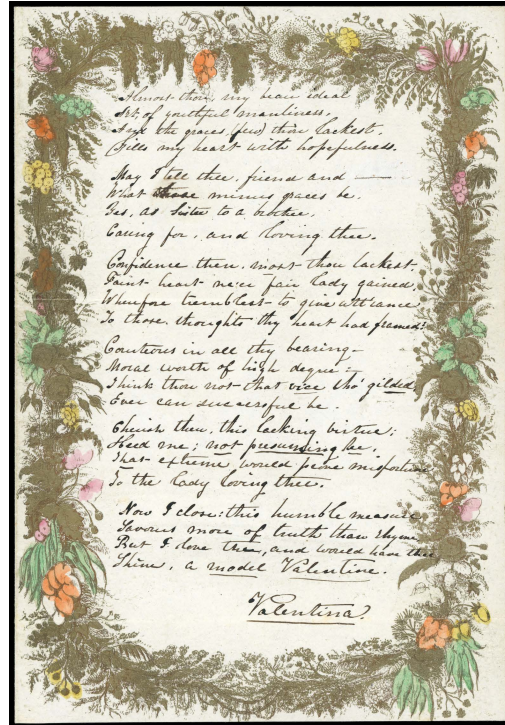 Almost thou, my beau ideal
Art of youthful manliness,
And the graces (few) thou lackest,
Fills my heart with hopefulness.
May I tell thee, friend and ——
What those minus graces be.
Yes, as Sister to a brother,
Caring for, and loving thee.
Confidence then, most thou lackest.
Faint heart ne'er fair lady gained,
Wherefore tremblest to give utterance
To those thoughts thy heart had framed?
Courteous in all thy bearing –
Moral worth of high degree –
Think thou not that vice tho' gilded
Ever can successful be.
Cherish then, this lacking virtue;
Heed me; not presuming be,
That extreme would prove misfortune
To the lady loving thee.
Now I close: this humble measure
Savours more of truth than rhyme,
But I love thee, and would have thee
Shine, a model Valentine.
Valentina.